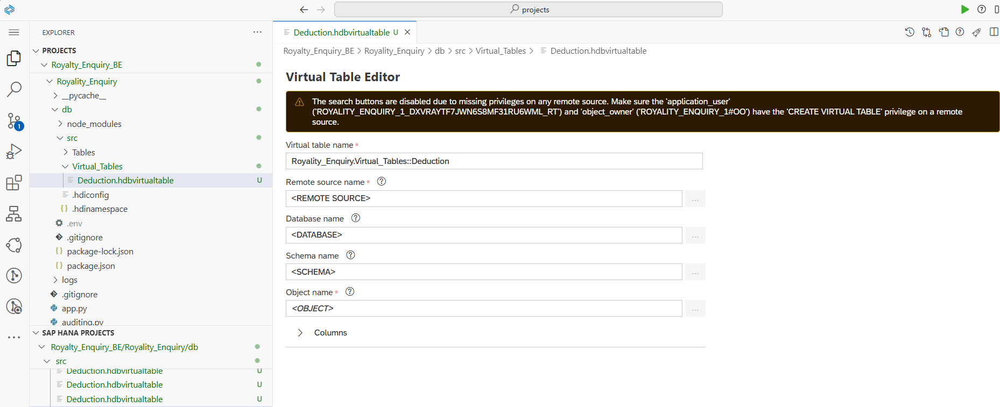 projects
EXPLORER
PROJECTS
Royalty_Enquiry_BE
Royality_Enquiry
__pycache__
db
node_modules
src
Tables
Virtual_Tables
Deduction.hdbvirtualtable U
.hdiconfig
{} .hdinamespace
.env
.gitignore
{} package-lock.json
{} package.json
logs
.gitignore
app.py
auditing.py
SAP HANA PROJECTS
Royalty_Enquiry_BE/Royality_Enquiry/db
src
Deduction.hdbvirtualtable U
Deduction.hdbvirtualtable U
Deduction.hdbvirtualtable U
1
Deduction.hdbvirtualtable U
Royalty_Enquiry_BE > Royality_Enquiry > db > src > Virtual_Tables > Deduction.hdbvirtualtable
Virtual Table Editor
The search buttons are disabled due to missing privileges on any remote source. Make sure the 'application_user'
('ROYALITY_ENQUIRY_1_DXVRAYTF7JWN6S8MF31RU6WML_RT') and 'object_owner' ('ROYALITY_ENQUIRY_1#OO') have the 'CREATE VIRTUAL TABLE' privilege on a remote
source.
Virtual table name *
Royality_Enquiry.Virtual_Tables::Deduction
Remote source name *
<REMOTE SOURCE>
...
Database name
<DATABASE>
...
Schema name
<SCHEMA>
...
Object name *
<OBJECT>
...
Columns